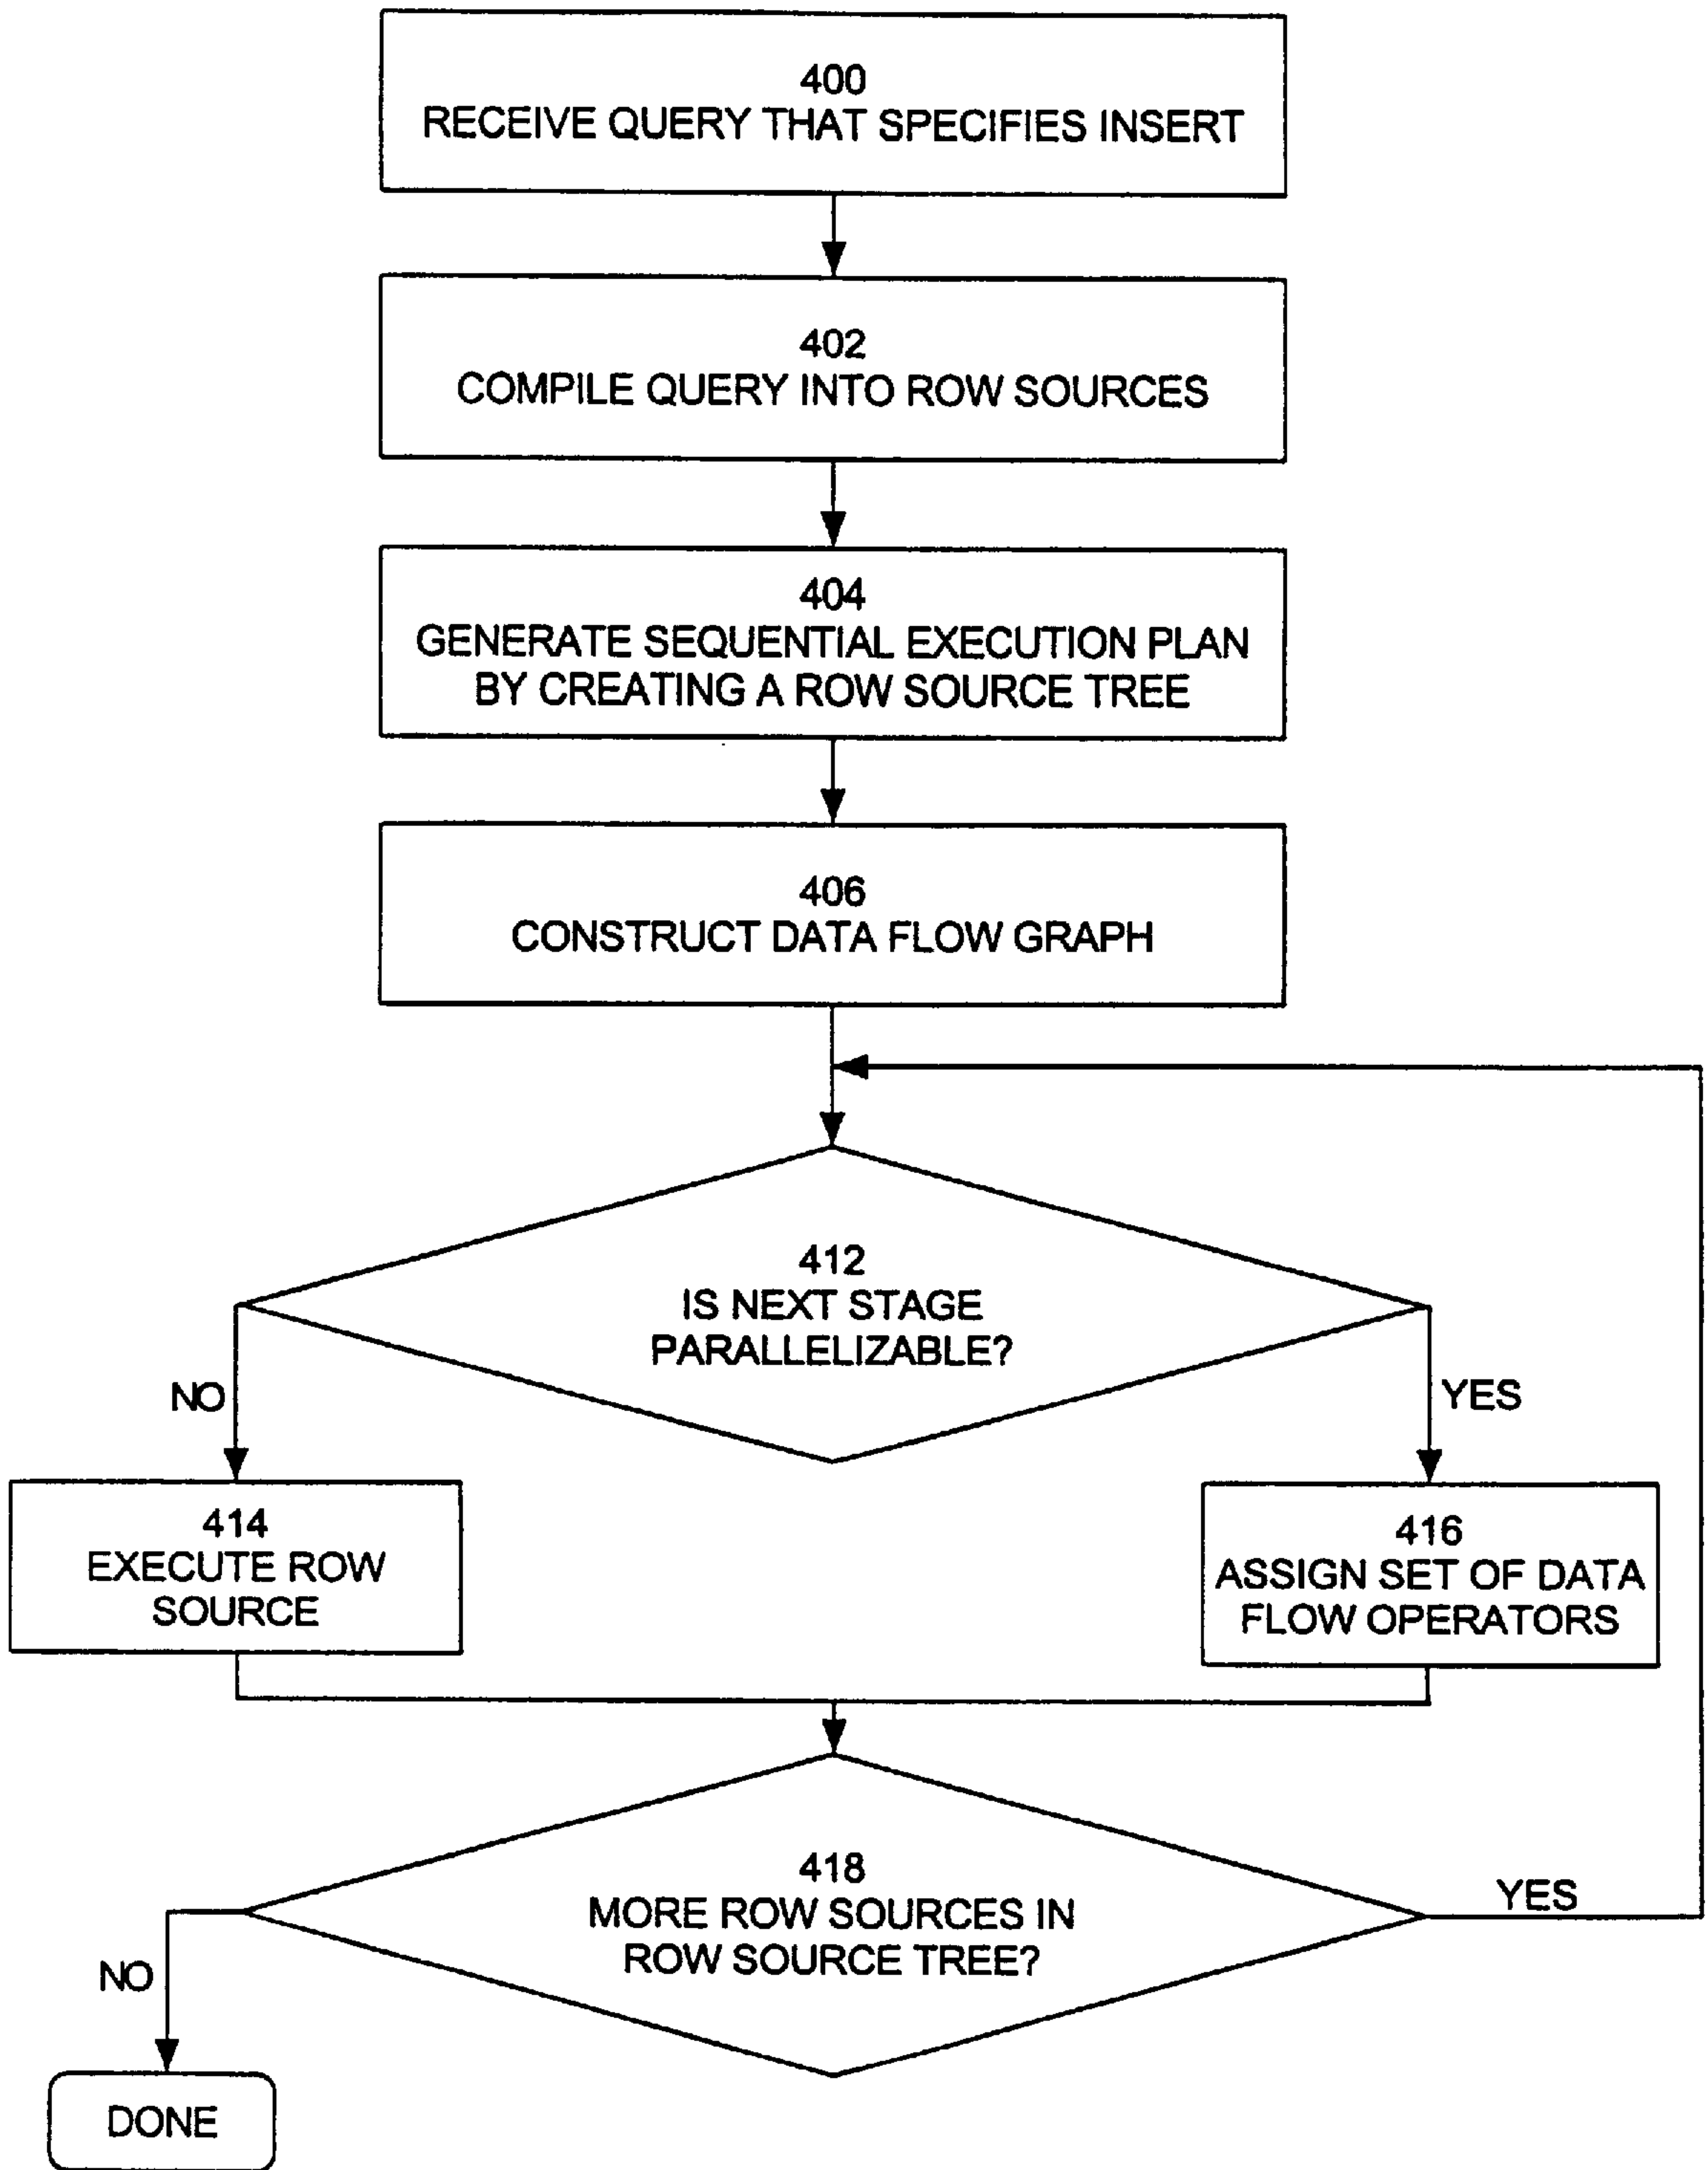 400
RECEIVE QUERY THAT SPECIFIES INSERT
402
COMPILE QUERY INTO ROW SOURCES
404
GENERATE SEQUENTIAL EXECUTION PLAN
BY CREATING A ROW SOURCE TREE
406
CONSTRUCT DATA FLOW GRAPH
412
IS NEXT STAGE
PARALLELIZABLE?
NO
YES
414
EXECUTE ROW
SOURCE
416
ASSIGN SET OF DATA
FLOW OPERATORS
418
MORE ROW SOURCES IN
ROW SOURCE TREE?
YES
NO
DONE